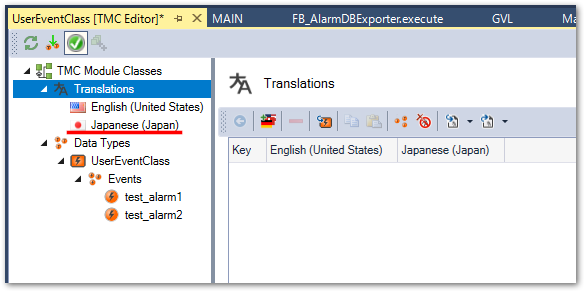 UserEventClass [TMC Editor]* MAIN FB_AlarmDBExporter.execute GVL
TMC Module Classes
Translations
English (United States)
Japanese (Japan)
Data Types
UserEventClass
Events
test_alarm1
test_alarm2
Translations
Key English (United States) Japanese (Japan)